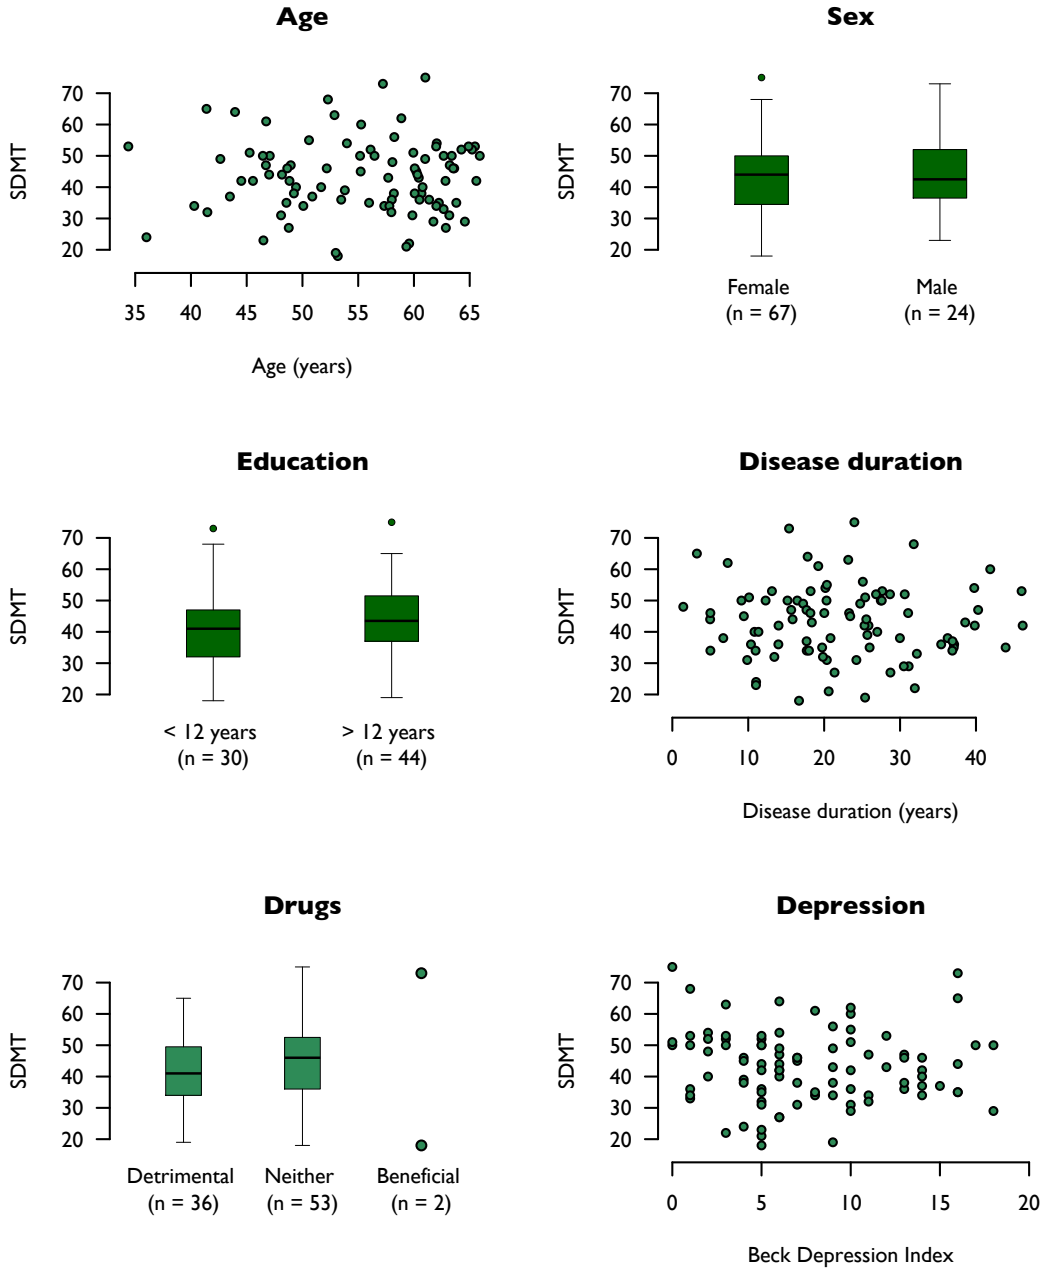 Age
SDMT
70
60
50
40
30
20
35 40 45 50 55 60 65
Age (years)
Sex
SDMT
70
60
50
40
30
20
Female Male
(n = 67) (n = 24)
Education
SDMT
70
60
50
40
30
20
< 12 years > 12 years
(n = 30) (n = 44)
Disease duration
SDMT
70
60
50
40
30
20
0 10 20 30 40
Disease duration (years)
Drugs
SDMT
70
60
50
40
30
20
Detrimental Neither Beneficial
(n = 36) (n = 53) (n = 2)
Depression
SDMT
70
60
50
40
30
20
0 5 10 15 20
Beck Depression Index